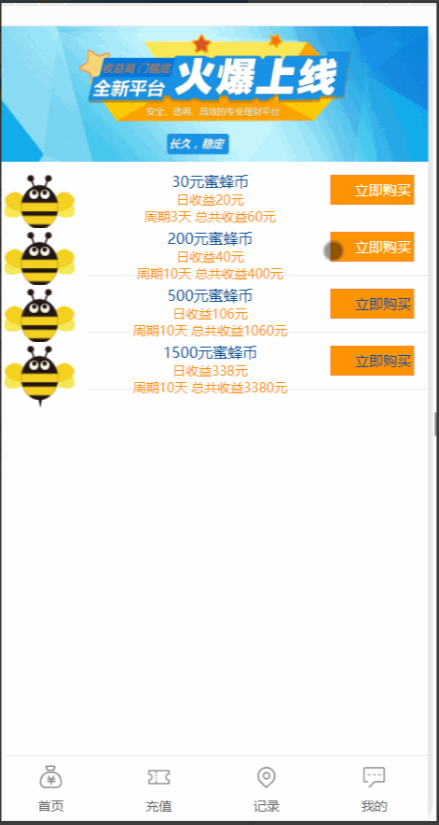 收益高 门槛底
全新平台 火爆上线
安全、透明、高效的专业理财平台
长久，稳定
30元蜜蜂币
日收益20元
周期3天 总共收益60元
立即购买
200元蜜蜂币
日收益40元
周期10天 总共收益400元
立即购买
500元蜜蜂币
日收益106元
周期10天 总共收益1060元
立即购买
1500元蜜蜂币
日收益338元
周期10天 总共收益3380元
立即购买
首页 充值 记录 我的